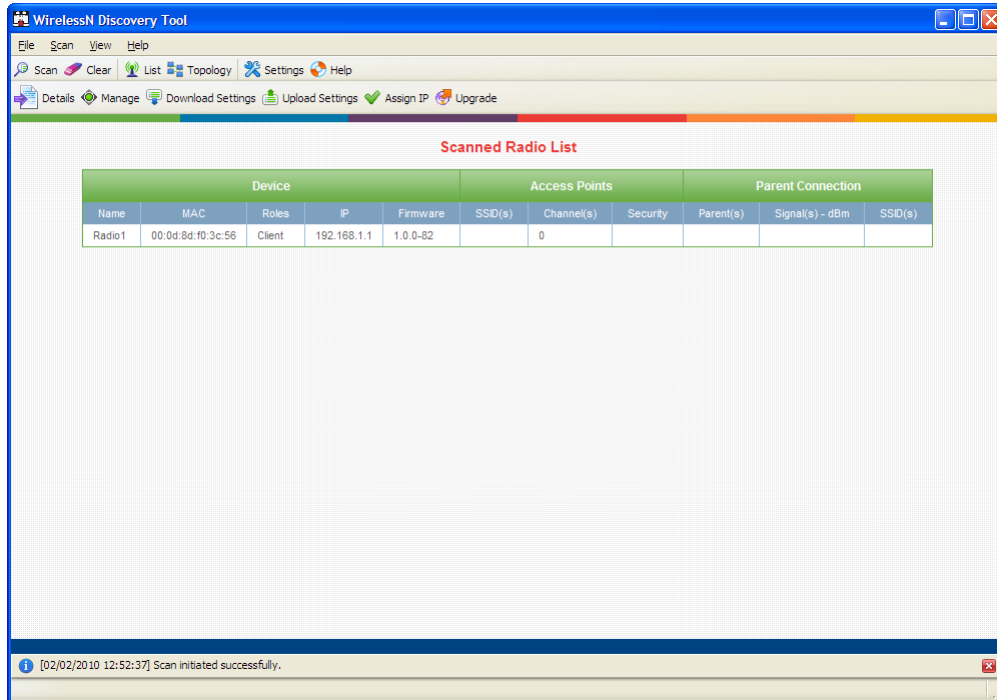 WirelessN Discovery Tool
File Scan View Help
Scan Clear List Topology Settings Help
Details Manage Download Settings Upload Settings Assign IP Upgrade
Scanned Radio List
Device Access Points Parent Connection
Name MAC Roles IP Firmware SSID(s) Channel(s) Security Parent(s) Signal(s) - dBm SSID(s)
Radio1 00:0d:8d:f0:3c:56 Client 192.168.1.1 1.0.0-82 0
[02/02/2010 12:52:37] Scan initiated successfully.